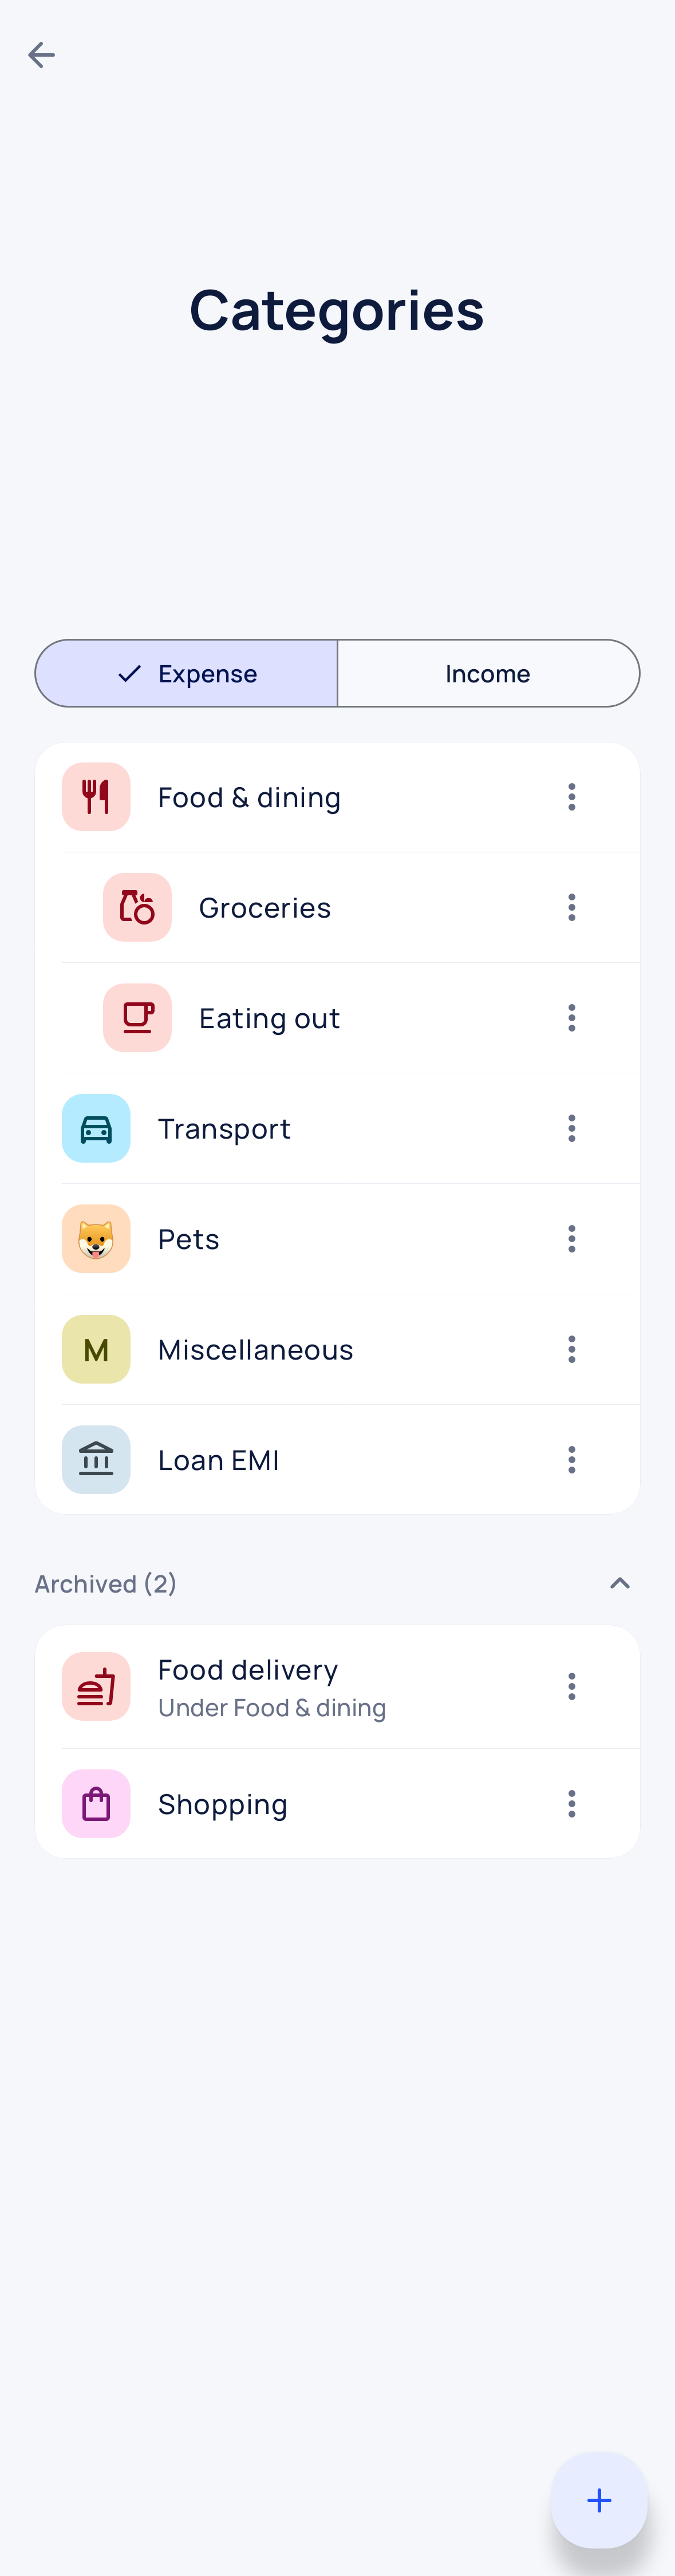 Categories
Expense
Income
Food & dining
Groceries
Eating out
Transport
Pets
M
Miscellaneous
Loan EMI
Archived (2)
Food delivery
Under Food & dining
Shopping